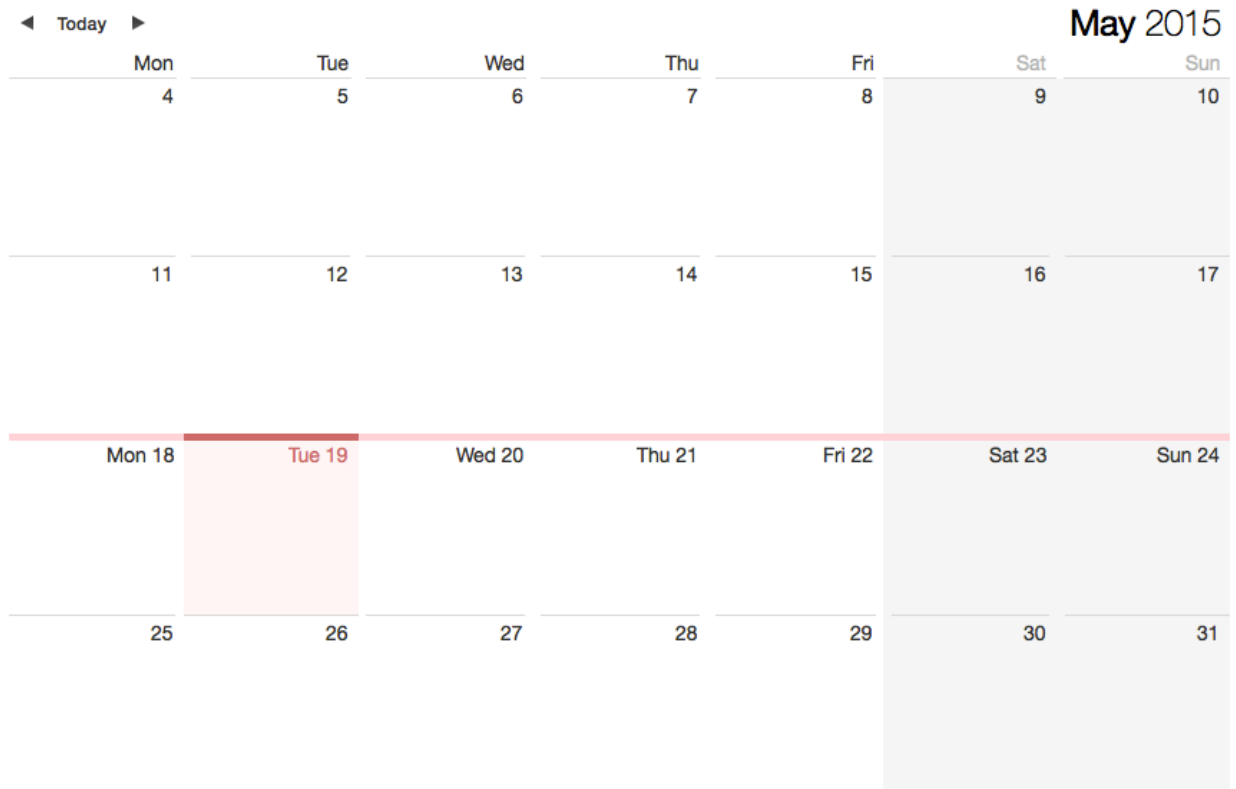 ◀ Today ▶ May 2015
Mon Tue Wed Thu Fri Sat Sun
4 5 6 7 8 9 10
11 12 13 14 15 16 17
Mon 18 Tue 19 Wed 20 Thu 21 Fri 22 Sat 23 Sun 24
25 26 27 28 29 30 31